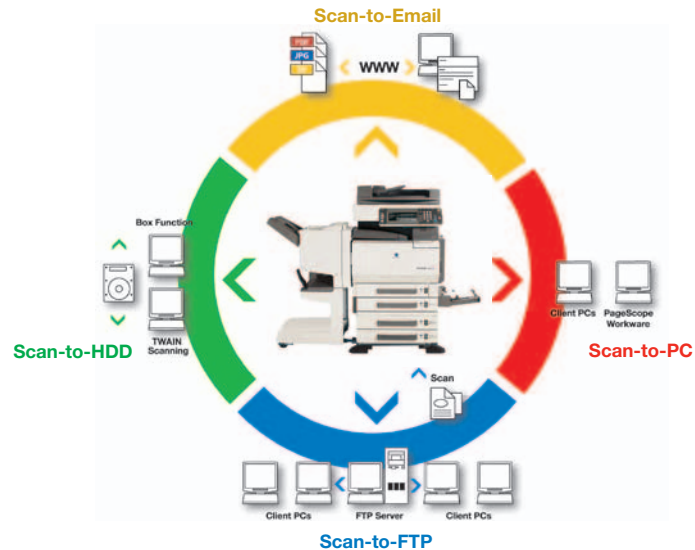 Scan-to-Email
PDF
JPG
WWW
Box Function
TWAIN
Scanning
Scan-to-HDD
Client PCs
PageScope
Workware
Scan-to-PC
Scan
Client PCs
FTP Server
Client PCs
Scan-to-FTP